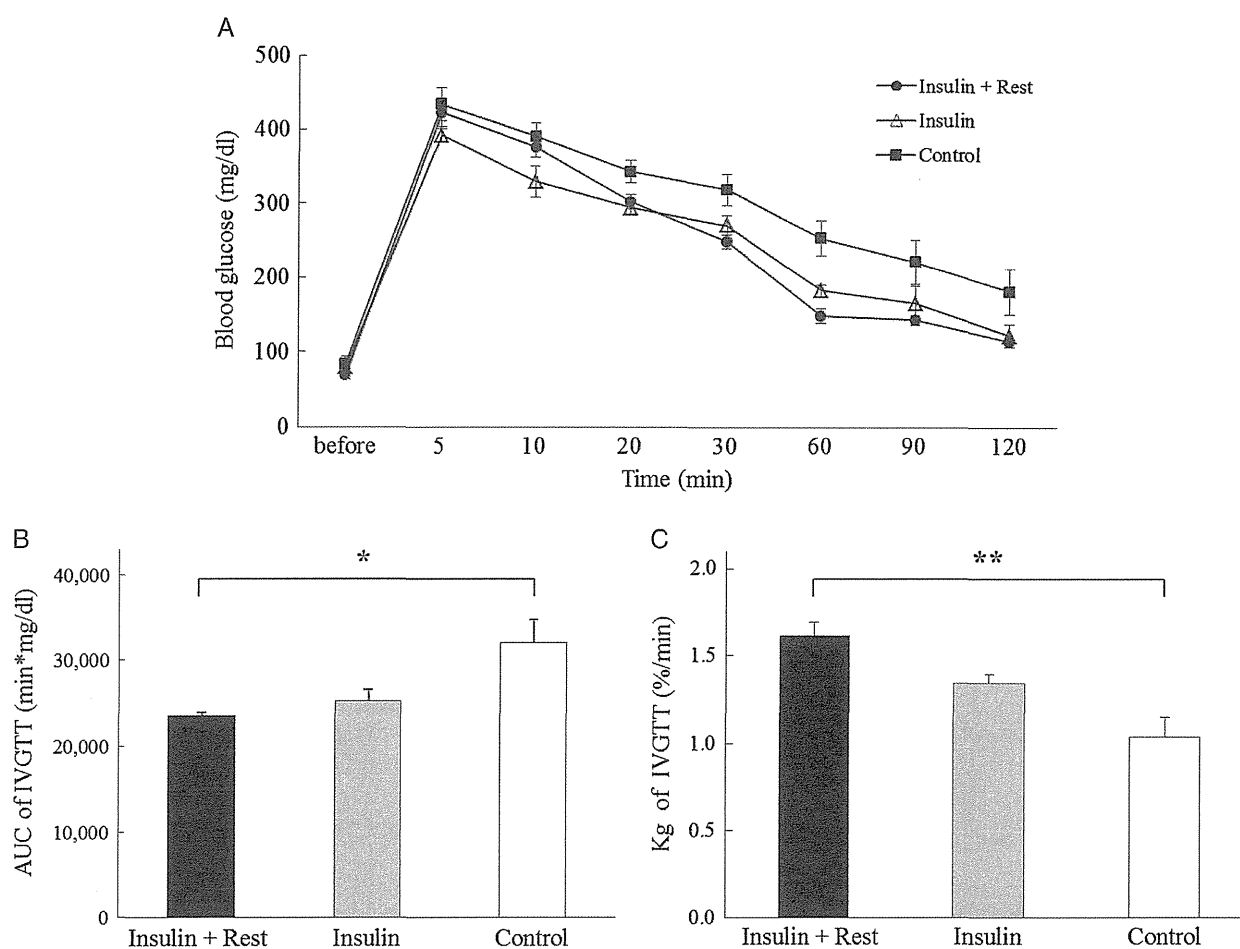 A
500
400
300
200
100
0
Blood glucose (mg/dl)
before 5 10 20 30 60 90 120
Time (min)
Insulin + Rest
Insulin
Control
B
*
40,000
30,000
20,000
10,000
0
AUC of IVGTT (min*mg/dl)
Insulin + Rest Insulin Control
C
**
2.0
1.5
1.0
0.5
0.0
Kg of IVGTT (%/min)
Insulin + Rest Insulin Control